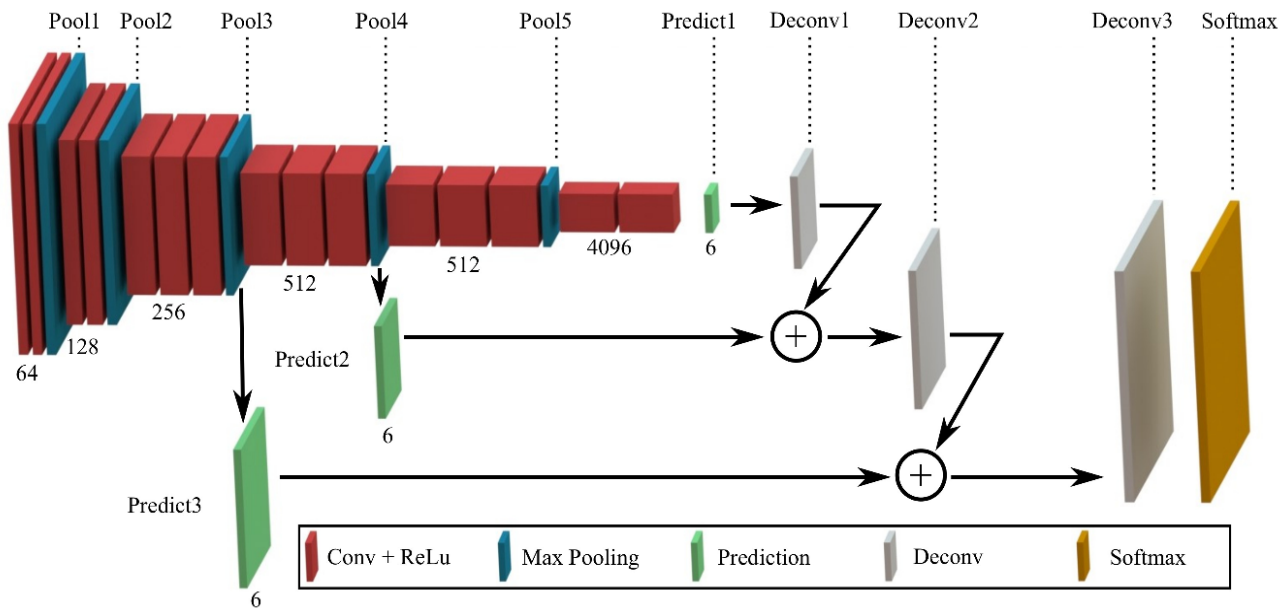 Pool1 Pool2 Pool3 Pool4 Pool5 Predict1 Deconv1 Deconv2 Deconv3 Softmax
4096
6
512
512
256
128
64
Predict2
6
Predict3
6
+
+
Conv + ReLu Max Pooling Prediction Deconv Softmax